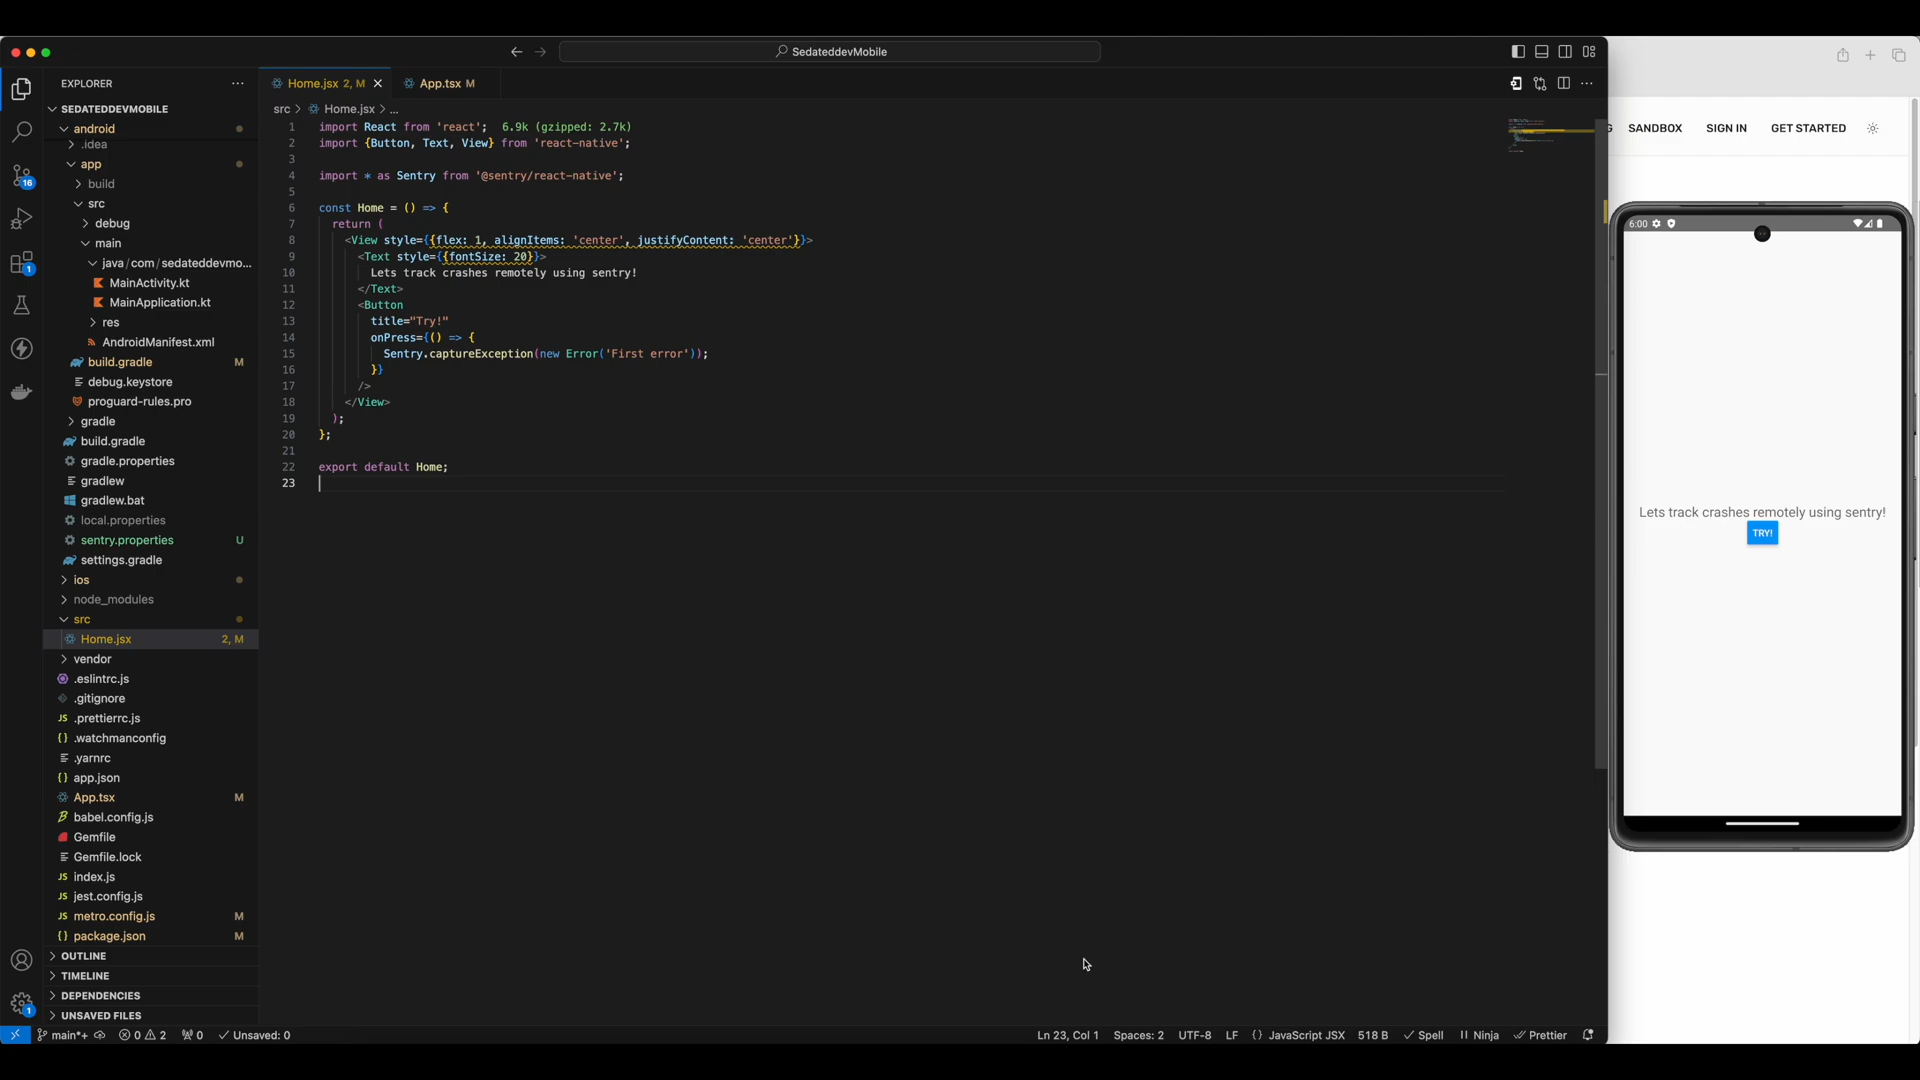 SedateddevMobile
EXPLORER
SEDATEDDEVMOBILE
android
.idea
app
build
src
debug
main
java/com/sedateddevmo...
MainActivity.kt
MainApplication.kt
res
AndroidManifest.xml
build.gradle M
debug.keystore
proguard-rules.pro
gradle
build.gradle
gradle.properties
gradlew
gradlew.bat
local.properties
sentry.properties U
settings.gradle
ios
node_modules
src
Home.jsx 2, M
vendor
.eslintrc.js
.gitignore
.prettierrc.js
.watchmanconfig
.yarnrc
app.json
App.tsx M
babel.config.js
Gemfile
Gemfile.lock
index.js
jest.config.js
metro.config.js M
package.json M
OUTLINE
TIMELINE
DEPENDENCIES
UNSAVED FILES
16
1
1
Home.jsx 2, M
App.tsx M
src > Home.jsx > ...
1 import React from 'react'; 6.9k (gzipped: 2.7k)
2 import {Button, Text, View} from 'react-native';
3
4 import * as Sentry from '@sentry/react-native';
5
6 const Home = () => {
7 return (
8 <View style={{flex: 1, alignItems: 'center', justifyContent: 'center'}}>
9 <Text style={{fontSize: 20}}>
10 Lets track crashes remotely using sentry!
11 </Text>
12 <Button
13 title="Try!"
14 onPress={() => {
15 Sentry.captureException(new Error('First error'));
16 }}
17 />
18 </View>
19 );
20 };
21
22 export default Home;
23
main*+ 0 2 0 Unsaved: 0
Ln 23, Col 1 Spaces: 2 UTF-8 LF {} JavaScript JSX 518 B Spell Ninja Prettier
G SANDBOX SIGN IN GET STARTED
6:00
Lets track crashes remotely using sentry!
TRY!